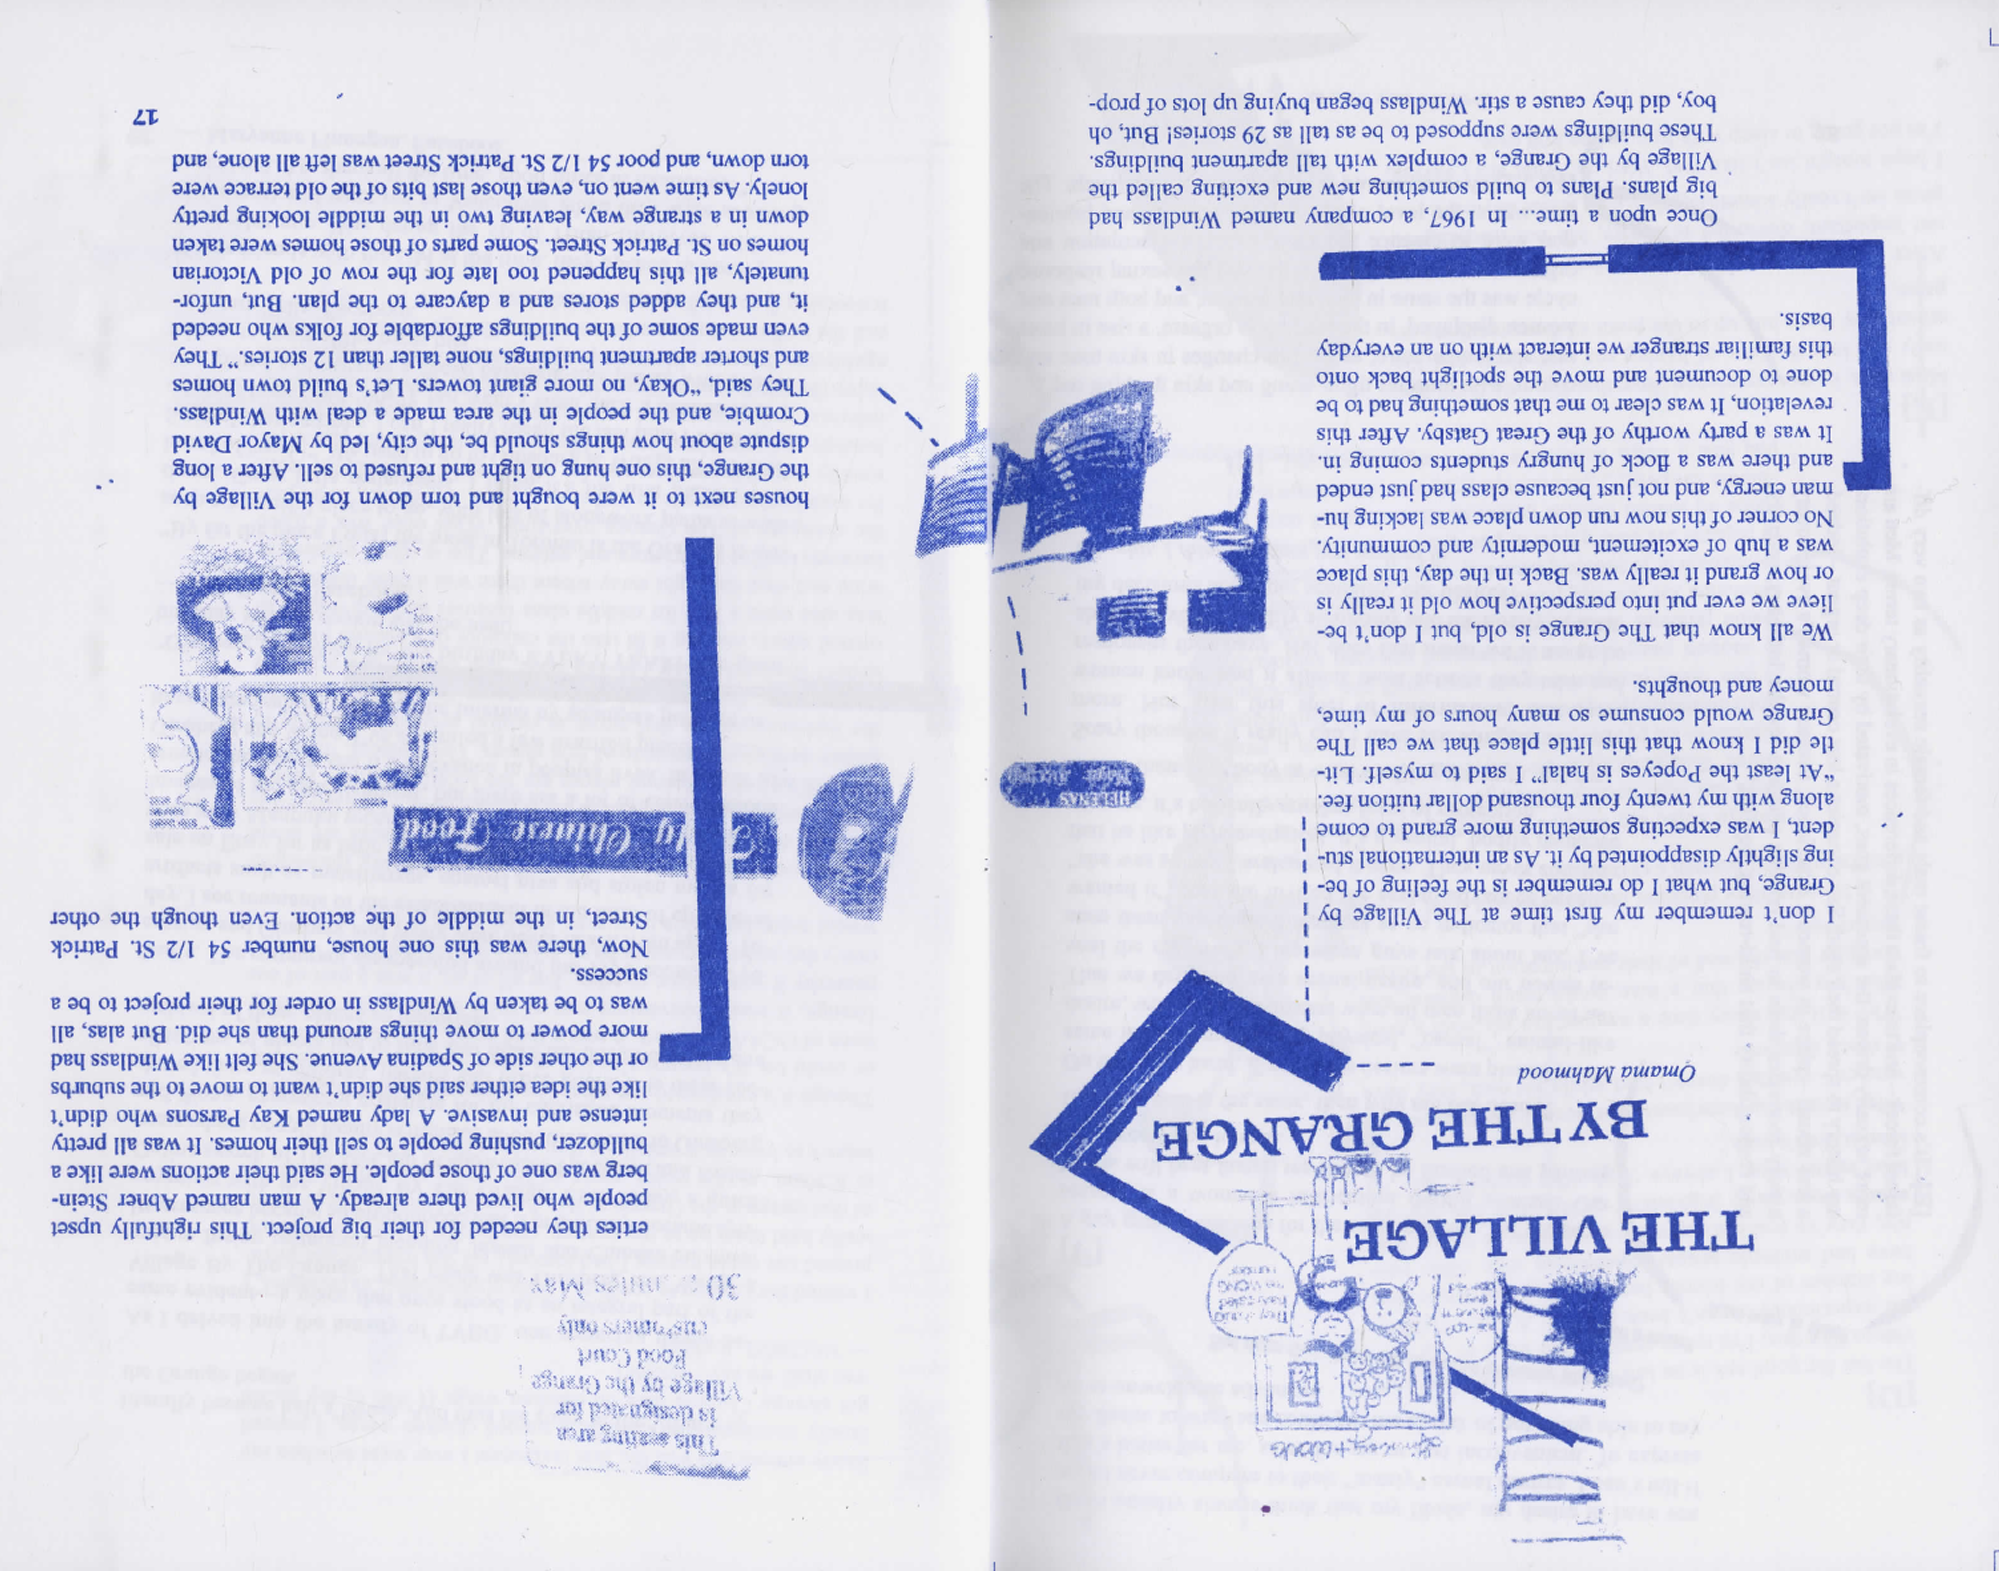 THE VILLAGE
BY THE GRANGE
Omama Mahmood
I don't remember my first time at The Village by
Grange, but what I do remember is the feeling of be-
ing slightly disappointed by it. As an international stu-
dent, I was expecting something more grand to come
along with my twenty four thousand dollar tuition fee.
“At least the Popeyes is halal” I said to myself. Lit-
tle did I know that this little place that we call The
Grange would consume so many hours of my time,
money and thoughts.
We all know that The Grange is old, but I don't be-
lieve we ever put into perspective how old it really is
or how grand it really was. Back in the day, this place
was a hub of excitement, modernity and community.
No corner of this now run down place was lacking hu-
man energy, and not just because class had just ended
and there was a flock of hungry students coming in.
It was a party worthy of the Great Gatsby. After this
revelation, It was clear to me that something had to be
done to document and move the spotlight back onto
this familiar stranger we interact with on an everyday
basis.
Once upon a time... In 1967, a company named Windlass had
big plans. Plans to build something new and exciting called the
Village by the Grange, a complex with tall apartment buildings.
These buildings were supposed to be as tall as 29 stories! But, oh
boy, did they cause a stir. Windlass began buying up lots of prop-
HELENA'S
This seating area
is designated for
Village by the Grange
Food Court
customers only
30 minutes Max
erties they needed for their big project. This rightfully upset
people who lived there already. A man named Abner Stein-
berg was one of those people. He said their actions were like a
bulldozer, pushing people to sell their homes. It was all pretty
intense and invasive. A lady named Kay Parsons who didn't
like the idea either said she didn't want to move to the suburbs
or the other side of Spadina Avenue. She felt like Windlass had
more power to move things around than she did. But alas, all
was to be taken by Windlass in order for their project to be a
success.
Now, there was this one house, number 54 1/2 St. Patrick
Street, in the middle of the action. Even though the other
Chinese Food
houses next to it were bought and torn down for the Village by
the Grange, this one hung on tight and refused to sell. After a long
dispute about how things should be, the city, led by Mayor David
Crombie, and the people in the area made a deal with Windlass.
They said, “Okay, no more giant towers. Let's build town homes
and shorter apartment buildings, none taller than 12 stories.” They
even made some of the buildings affordable for folks who needed
it, and they added stores and a daycare to the plan. But, unfor-
tunately, all this happened too late for the row of old Victorian
homes on St. Patrick Street. Some parts of those homes were taken
down in a strange way, leaving two in the middle looking pretty
lonely. As time went on, even those last bits of the old terrace were
torn down, and poor 54 1/2 St. Patrick Street was left all alone, and
17